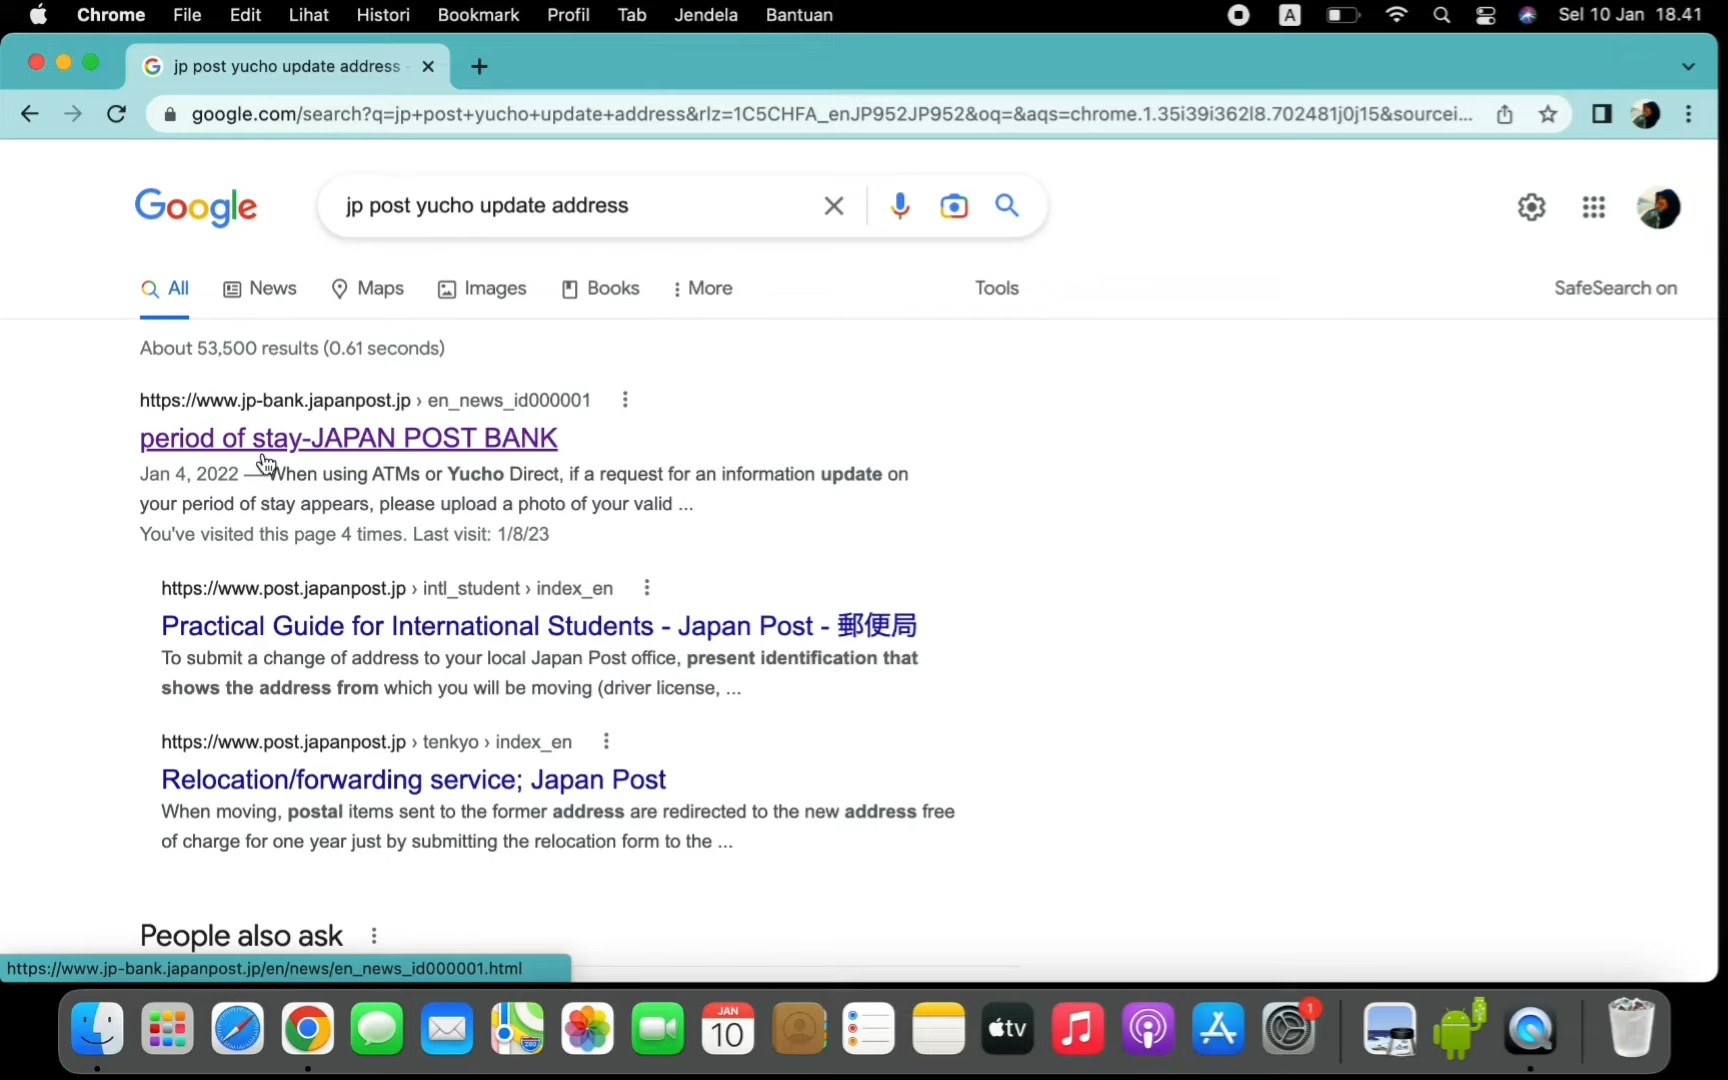 Chrome File Edit Lihat Histori Bookmark Profil Tab Jendela Bantuan A Sel 10 Jan 18.41
jp post yucho update address
google.com/search?q=jp+post+yucho+update+address&rlz=1C5CHFA_enJP952JP952&oq=&aqs=chrome.1.35i39i362l8.702481j0j15&sourcei...
Google jp post yucho update address
All News Maps Images Books More Tools SafeSearch on
About 53,500 results (0.61 seconds)
https://www.jp-bank.japanpost.jp › en_news_id000001
period of stay-JAPAN POST BANK
Jan 4, 2022 — When using ATMs or Yucho Direct, if a request for an information update on
your period of stay appears, please upload a photo of your valid ...
You've visited this page 4 times. Last visit: 1/8/23
https://www.post.japanpost.jp › intl_student › index_en
Practical Guide for International Students - Japan Post - 郵便局
To submit a change of address to your local Japan Post office, present identification that
shows the address from which you will be moving (driver license, ...
https://www.post.japanpost.jp › tenkyo › index_en
Relocation/forwarding service; Japan Post
When moving, postal items sent to the former address are redirected to the new address free
of charge for one year just by submitting the relocation form to the ...
People also ask
https://www.jp-bank.japanpost.jp/en/news/en_news_id000001.html
280 JAN 10 tv 1